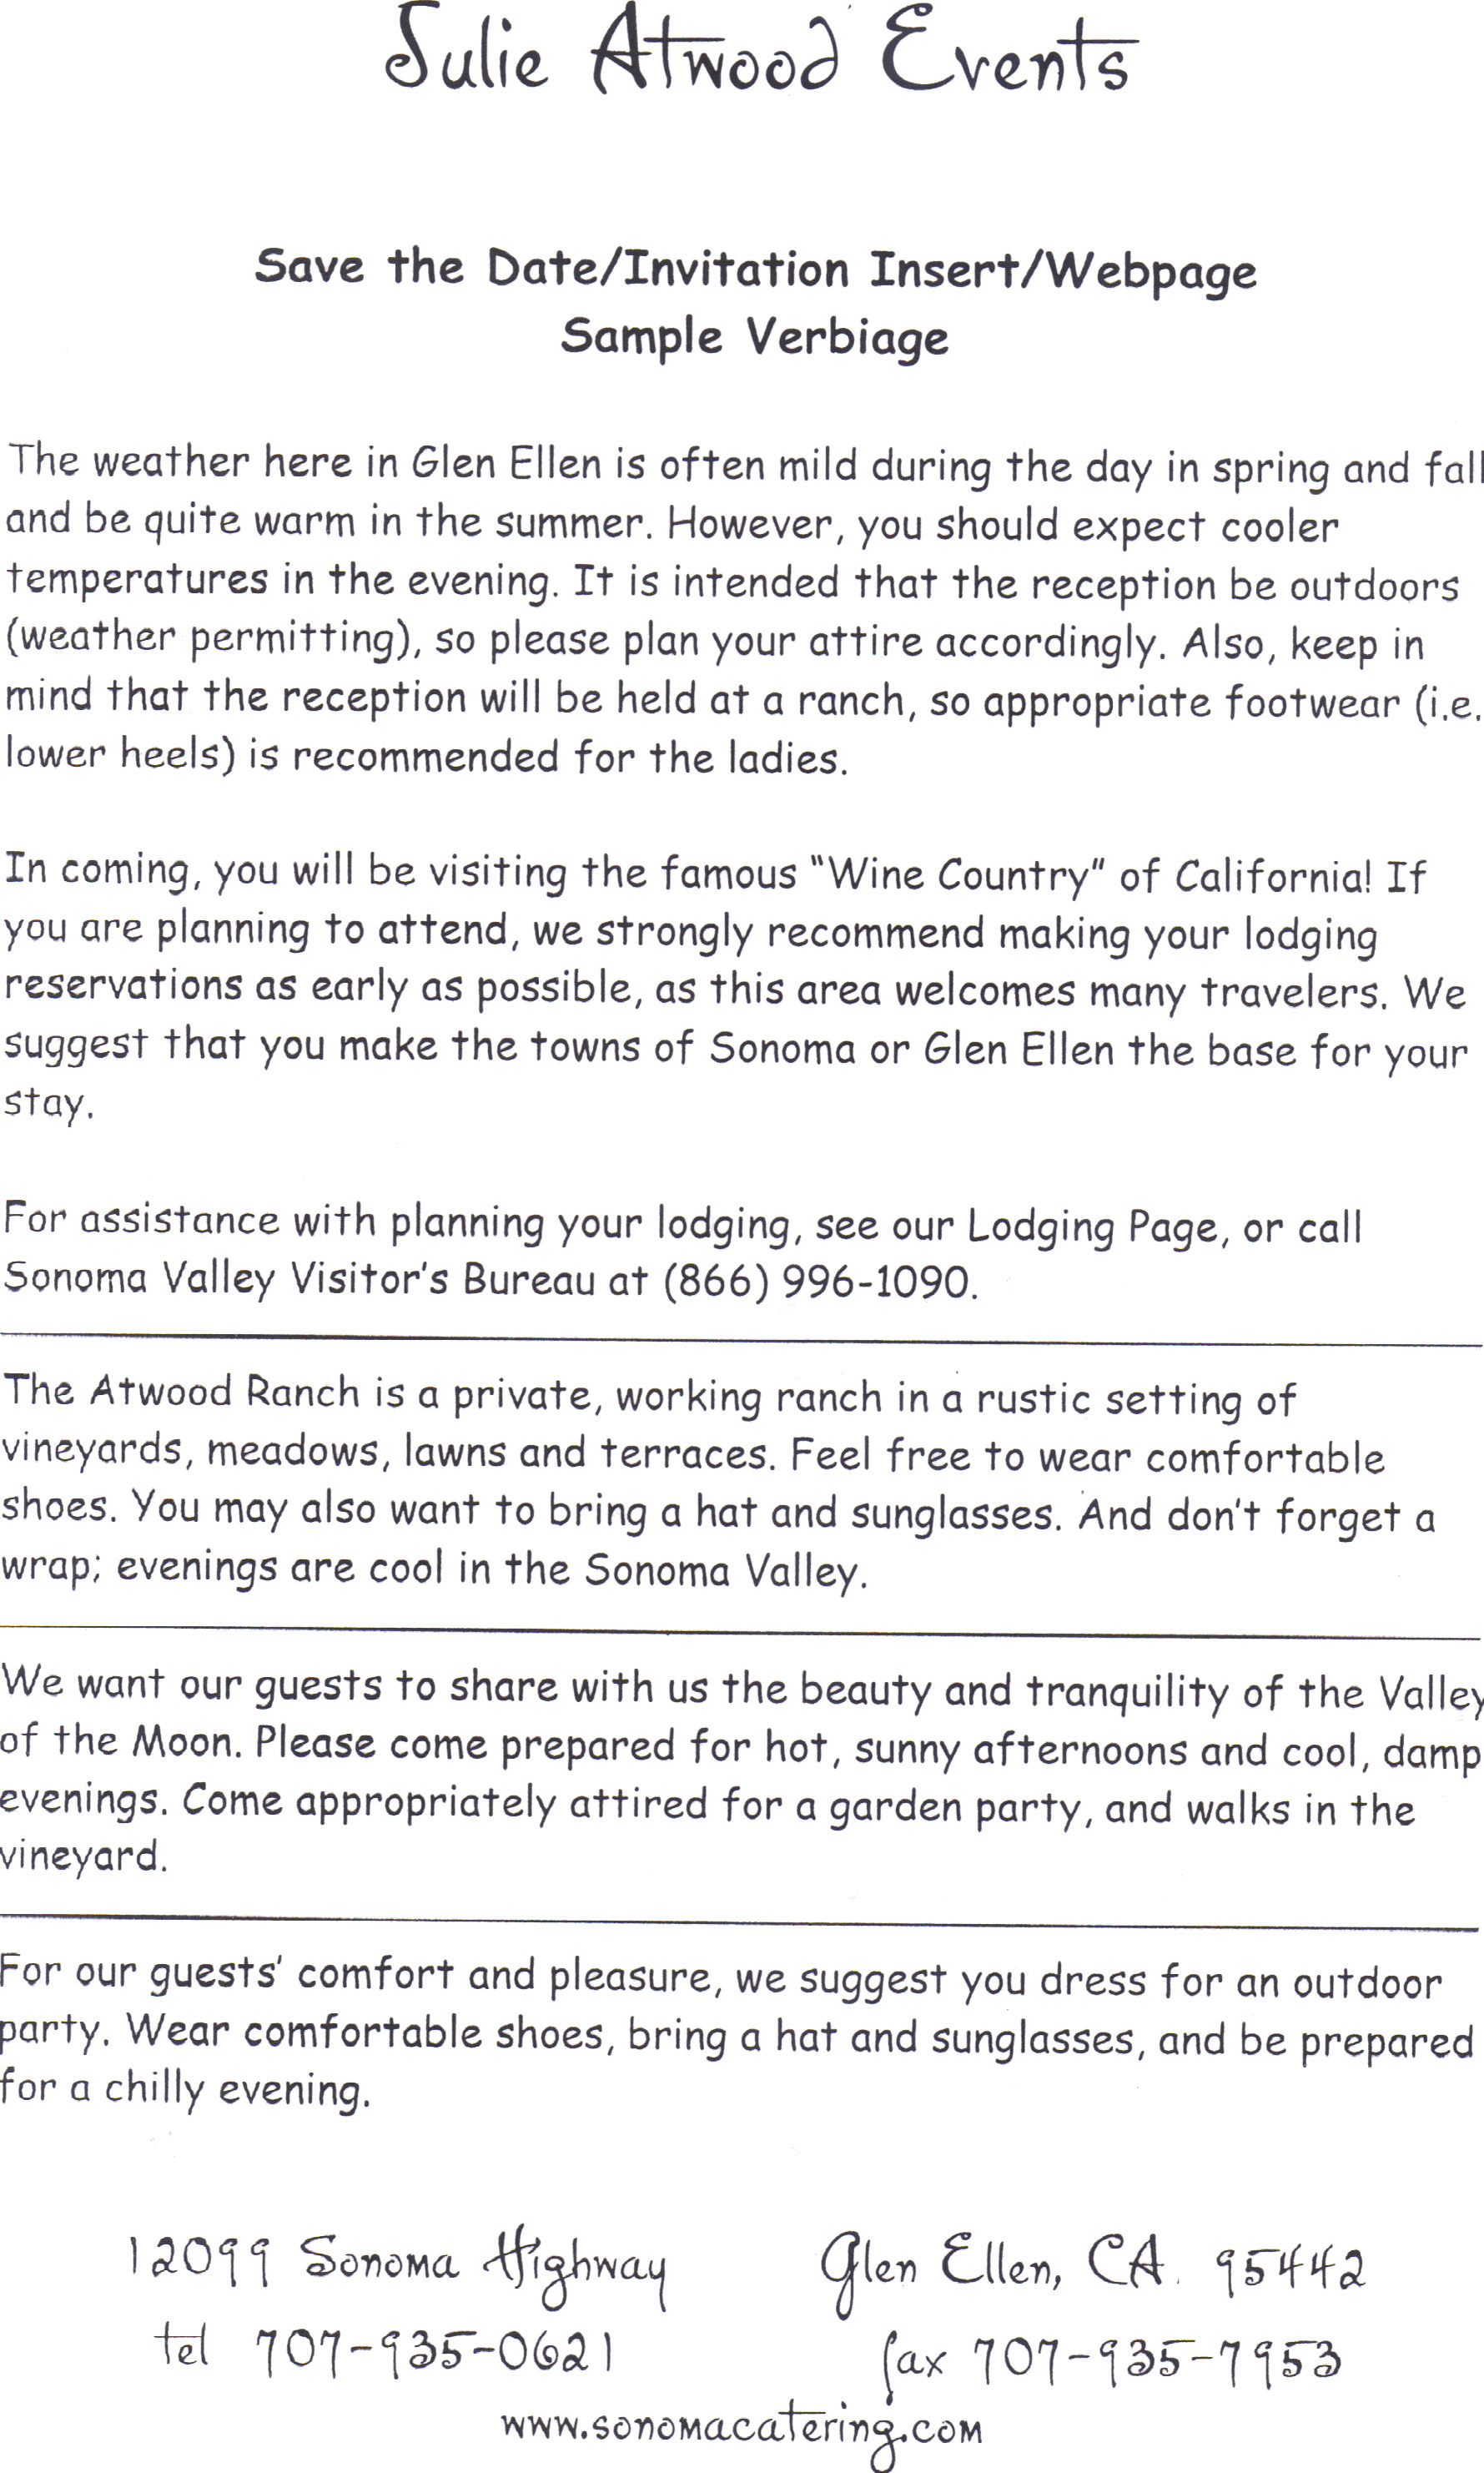 Julie Atwood Events
Save the Date/Invitation Insert/Webpage
Sample Verbiage
The weather here in Glen Ellen is often mild during the day in spring and fall
and be quite warm in the summer. However, you should expect cooler
temperatures in the evening. It is intended that the reception be outdoors
(weather permitting), so please plan your attire accordingly. Also, keep in
mind that the reception will be held at a ranch, so appropriate footwear (i.e.
lower heels) is recommended for the ladies.
In coming, you will be visiting the famous "Wine Country" of California! If
you are planning to attend, we strongly recommend making your lodging
reservations as early as possible, as this area welcomes many travelers. We
suggest that you make the towns of Sonoma or Glen Ellen the base for your
stay.
For assistance with planning your lodging, see our Lodging Page, or call
Sonoma Valley Visitor's Bureau at (866) 996-1090.
The Atwood Ranch is a private, working ranch in a rustic setting of
vineyards, meadows, lawns and terraces. Feel free to wear comfortable
shoes. You may also want to bring a hat and sunglasses. And don't forget a
wrap; evenings are cool in the Sonoma Valley.
We want our guests to share with us the beauty and tranquility of the Valley
of the Moon. Please come prepared for hot, sunny afternoons and cool, damp
evenings. Come appropriately attired for a garden party, and walks in the
vineyard.
For our guests' comfort and pleasure, we suggest you dress for an outdoor
party. Wear comfortable shoes, bring a hat and sunglasses, and be prepared
for a chilly evening.
12099 Sonoma Highway Glen Ellen, CA. 95442
tel 707-935-0621 fax 707-935-7953
www.sonomacatering.com